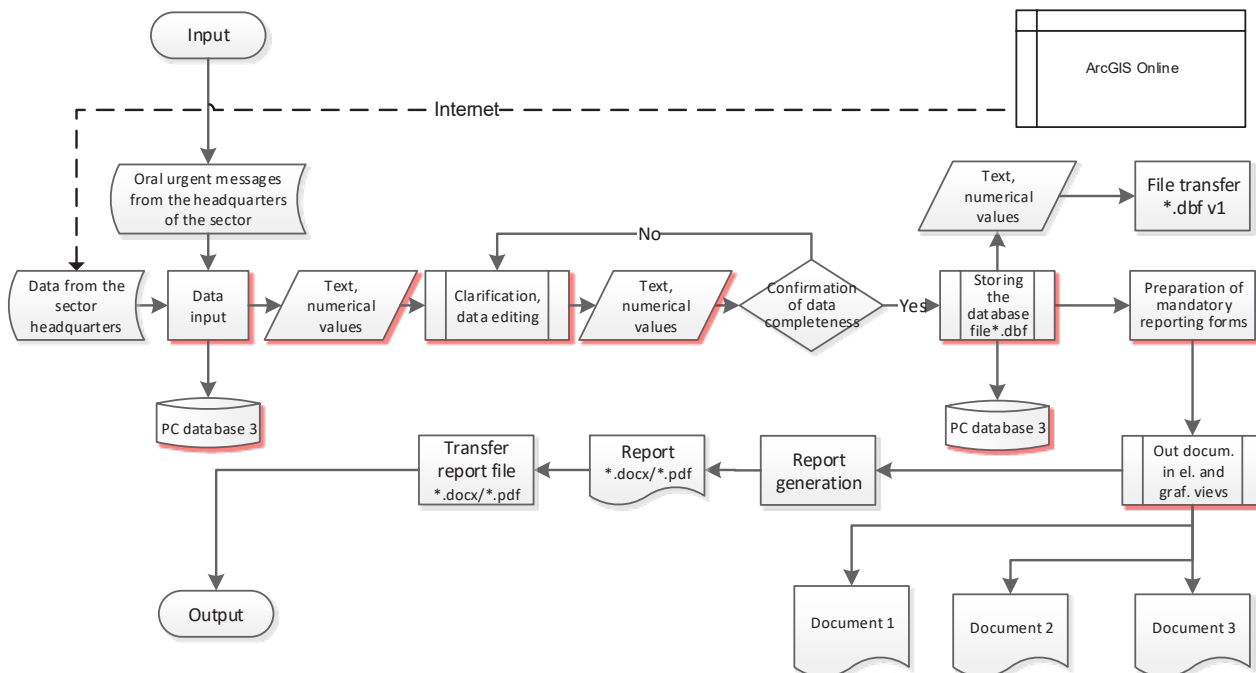 Input
ArcGIS Online
Internet
Oral urgent messages
from the headquarters
of the sector
Text,
numerical
values
File transfer
*.dbf v1
No
Data from the
sector
headquarters
Data
input
Text,
numerical
values
Clarification,
data editing
Text,
numerical
values
Confirmation
of data
completeness
Yes
Storing
the
database
file*.dbf
Preparation of
mandatory
reporting forms
PC database 3
PC database 3
Transfer
report file
*.docx/*.pdf
Report
*.docx/*.pdf
Report
generation
Out docum.
in el. and
graf. vievs
Output
Document 1
Document 2
Document 3